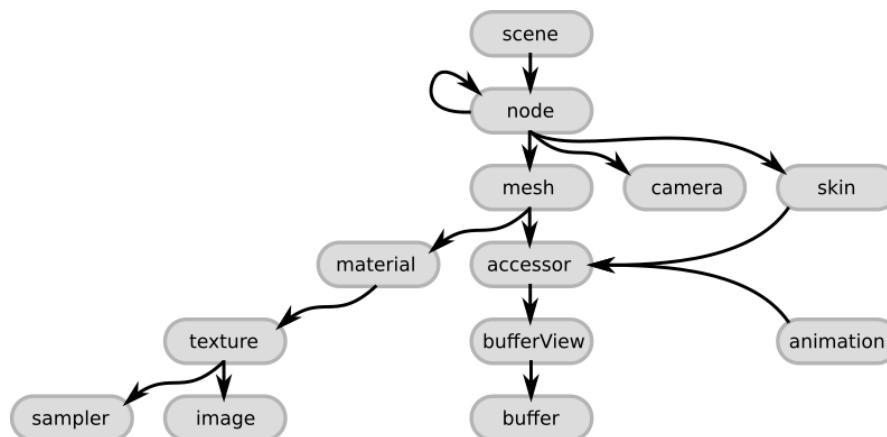 scene
node
mesh
camera
skin
material
accessor
texture
bufferView
animation
sampler
image
buffer